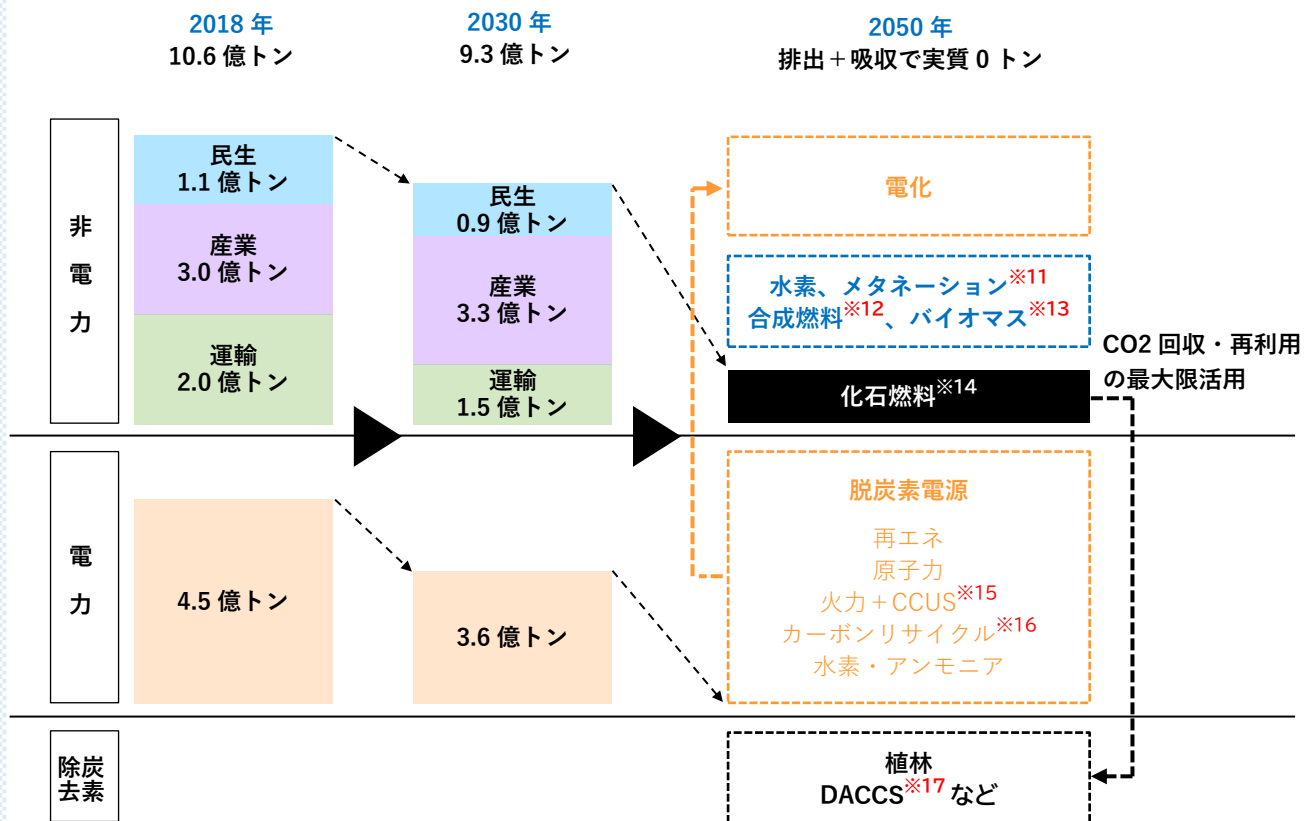 2018 年
10.6 億トン
2030 年
9.3 億トン
2050 年
排出＋吸収で実質 0 トン
非電力
民生
1.1 億トン
産業
3.0 億トン
運輸
2.0 億トン
民生
0.9 億トン
産業
3.3 億トン
運輸
1.5 億トン
電化
水素、メタネーション※11
合成燃料※12、バイオマス※13
化石燃料※14
CO2 回収・再利用
の最大限活用
電力
4.5 億トン
3.6 億トン
脱炭素電源
再エネ
原子力
火力＋CCUS※15
カーボンリサイクル※16
水素・アンモニア
除炭
去素
植林
DACCS※17 など